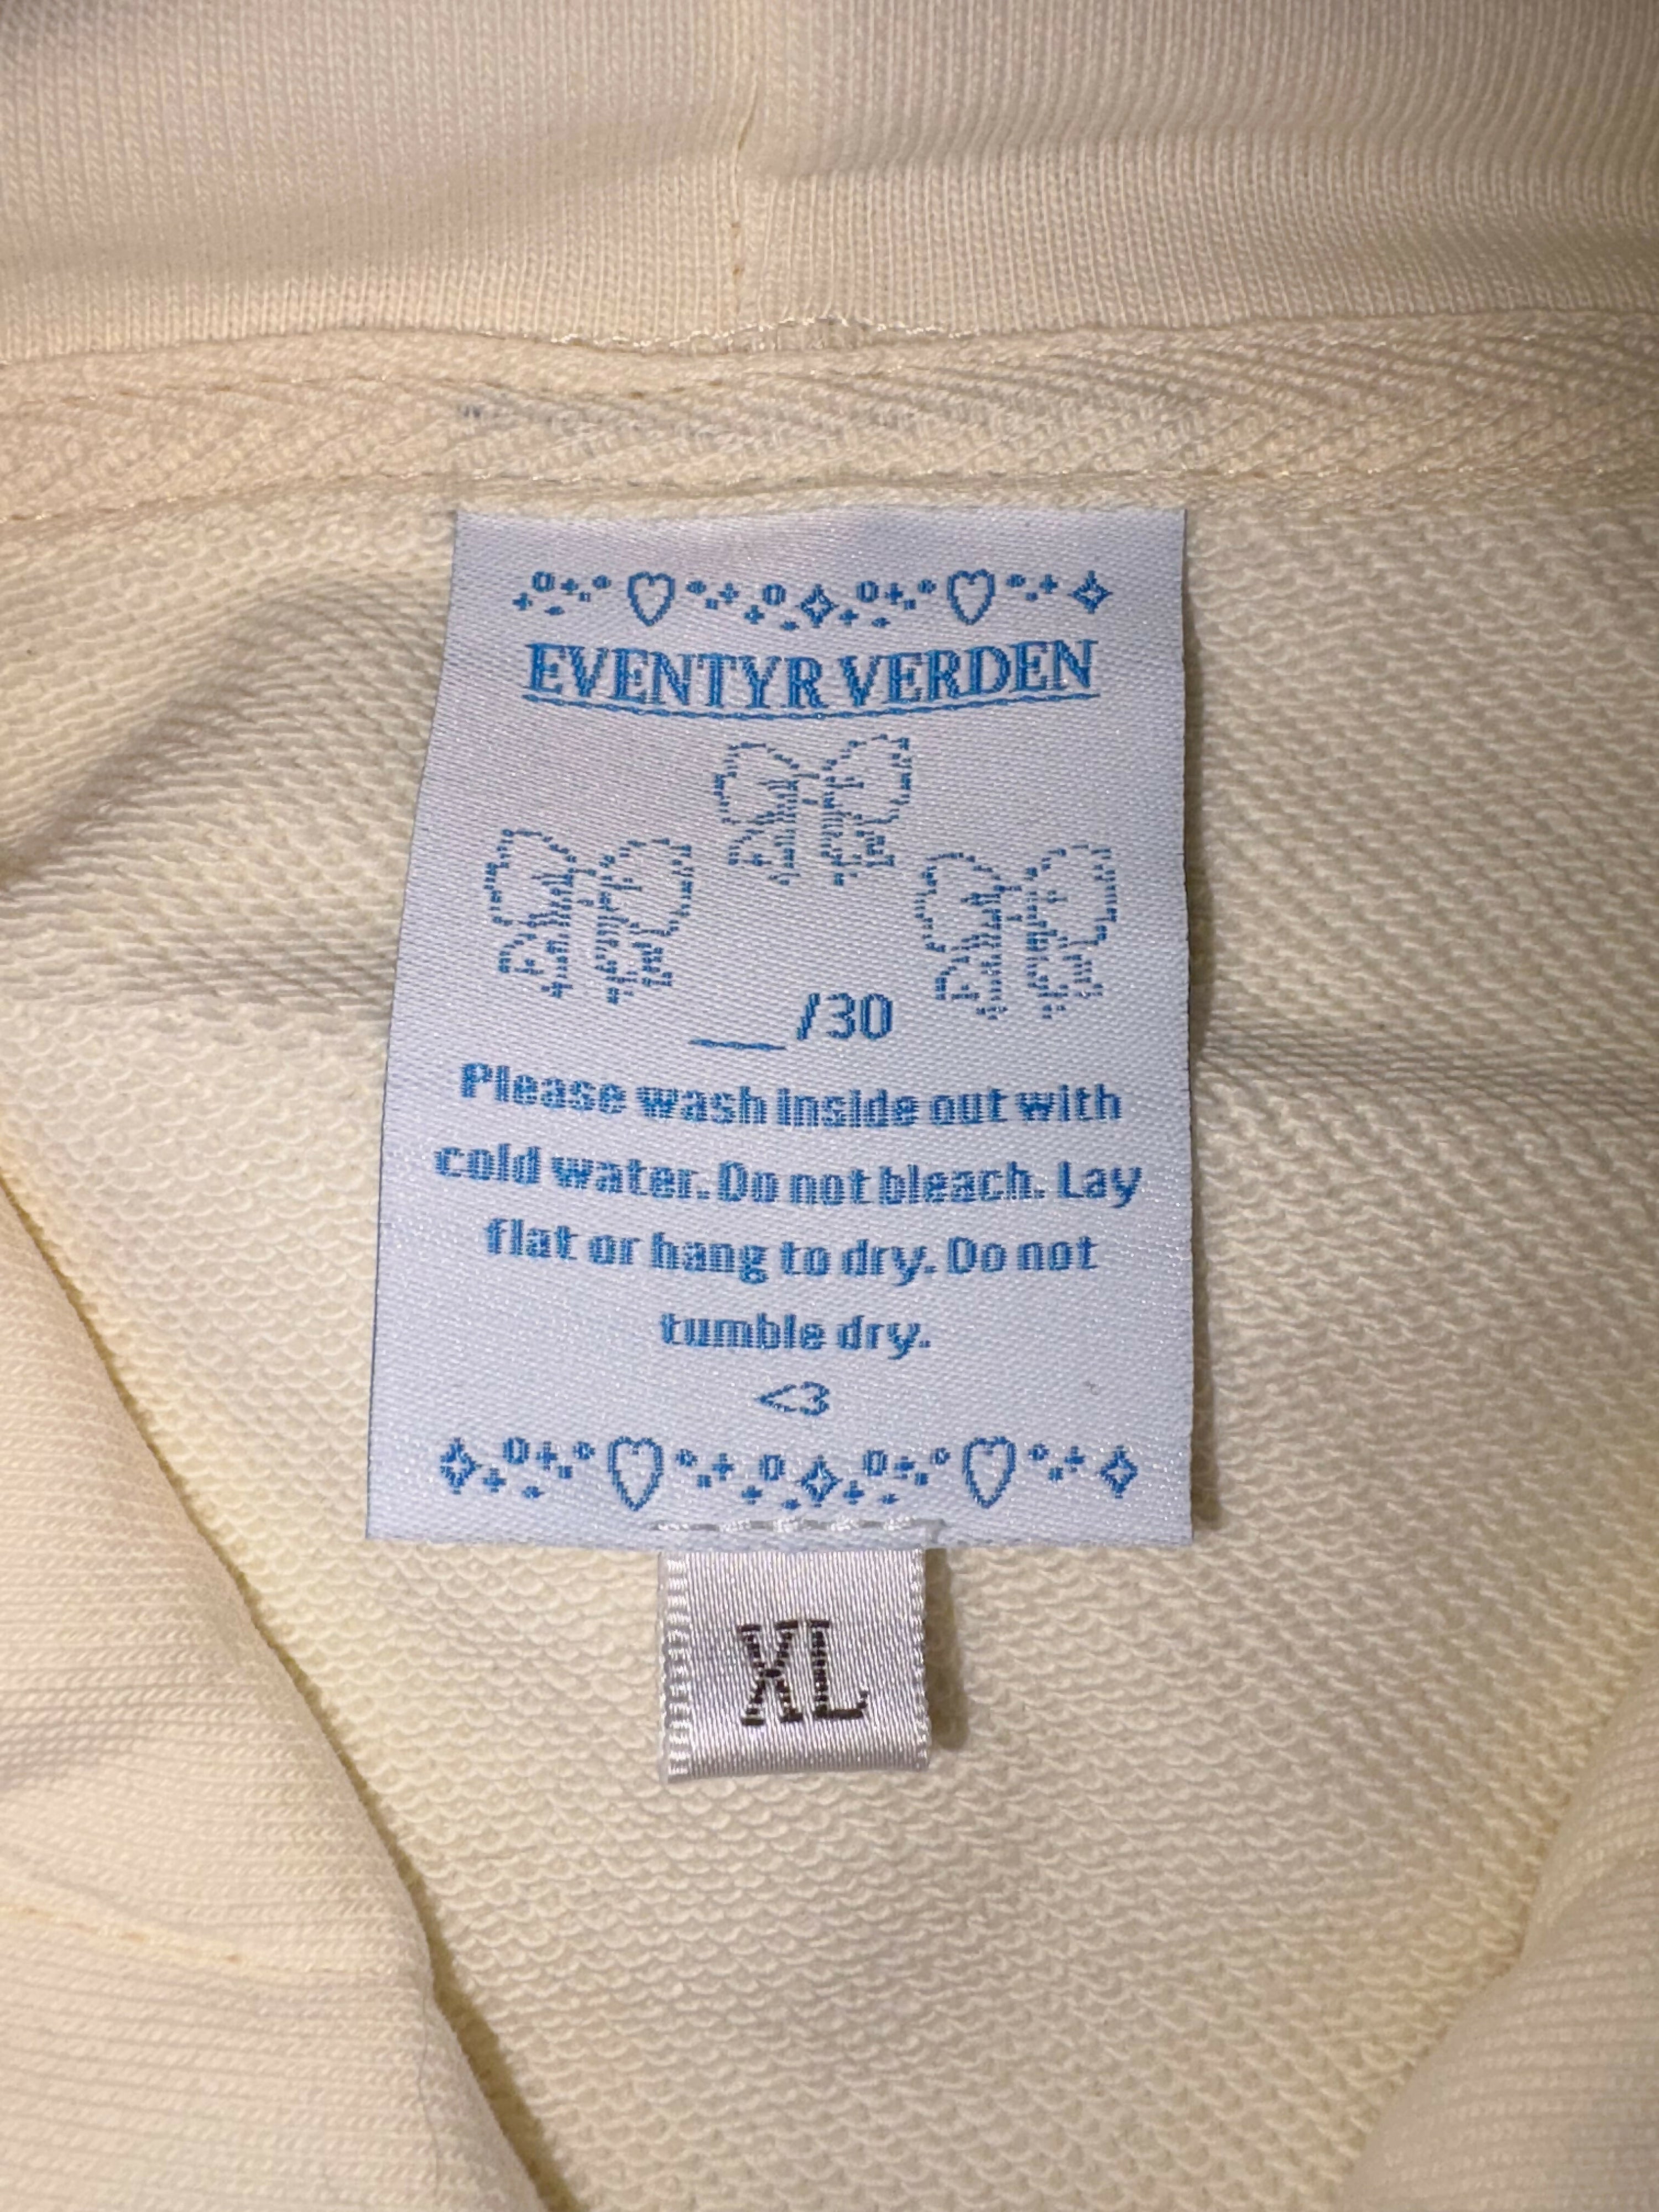 EVENTYR VERDEN
__/30
Please wash inside out with
cold water. Do not bleach. Lay
flat or hang to dry. Do not
tumble dry.
<3
XL